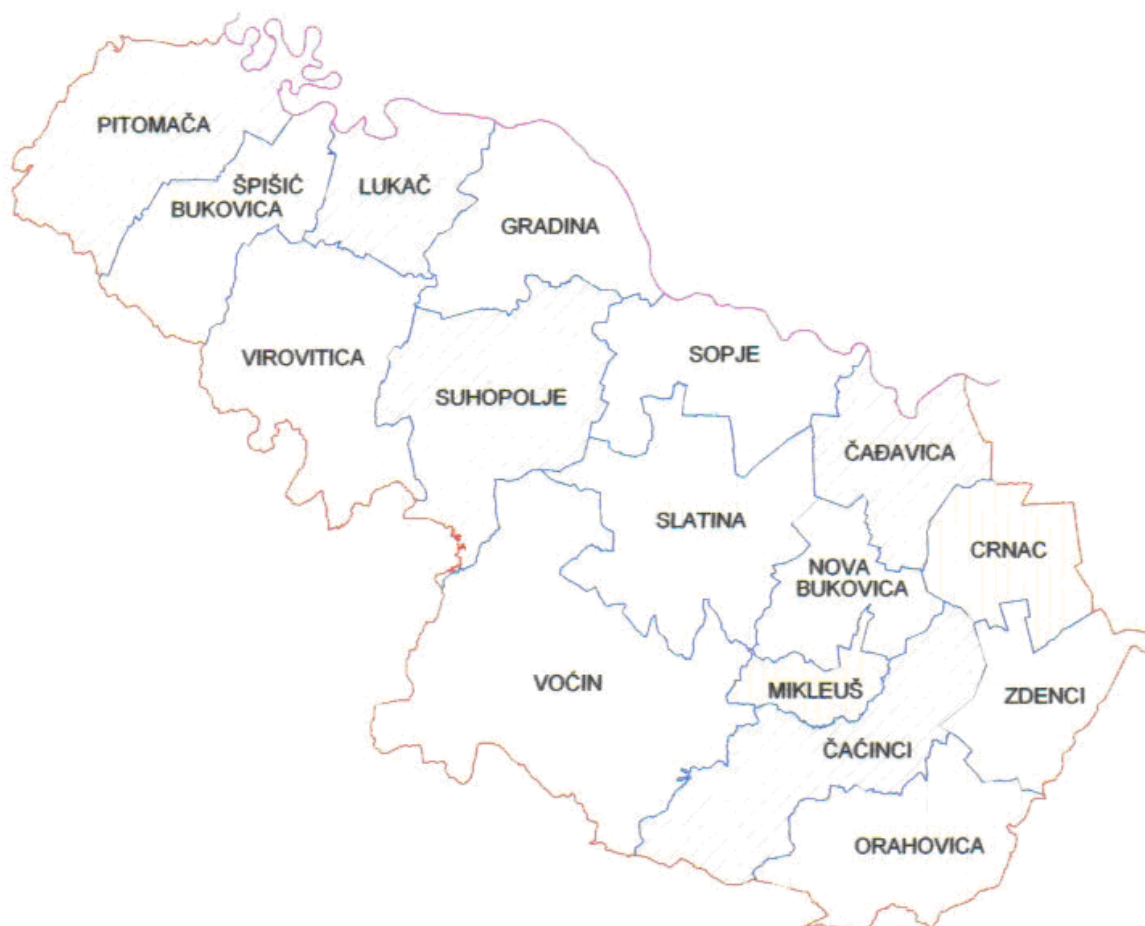 PITOMAČA
ŠPIŠIĆ
BUKOVICA
LUKAČ
GRADINA
VIROVITICA
SUHOPOLJE
SOPJE
ČAĐAVICA
SLATINA
CRNAC
NOVA
BUKOVICA
VOĆIN
MIKLEUŠ
ZDENCI
ČAĆINCI
ORAHOVICA